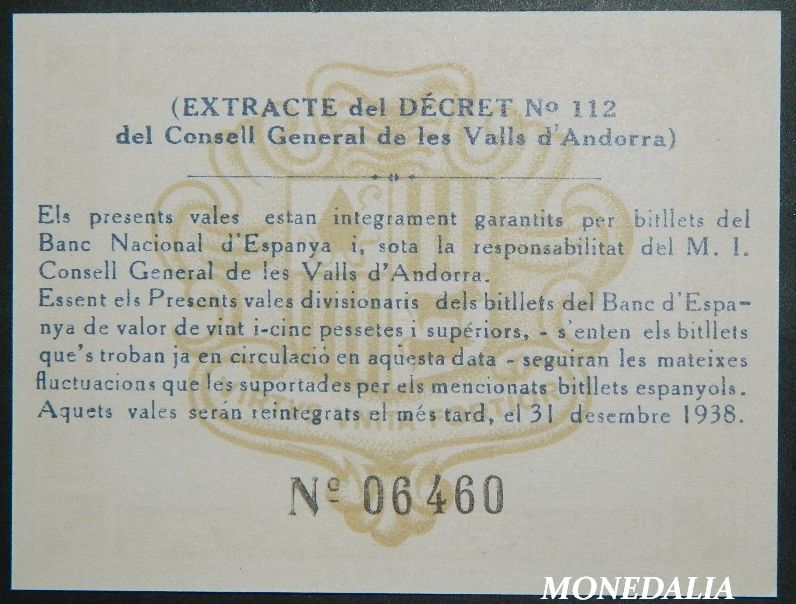 (EXTRACTE del DÉCRET Nº 112
del Consell General de les Valls d'Andorra)
Els presents vales estan integrament garantits per bitllets del
Banc Nacional d'Espanya i, sota la responsabilitat del M. I.
Consell General de les Valls d'Andorra.
Essent els Presents vales divisionaris dels bitllets del Banc d'Espa-
nya de valor de vint i-cinc pessetes i supériors, - s'enten els bitllets
que's troban ja en circulació en aqüesta data - seguiran les mateixes
fluctuacions que les suportades per els mencionats bitllets espanyols.
Aquets vales serán reintegrats el més tard, el 31 desembre 1938.
Nº 06460
MONEDALIA